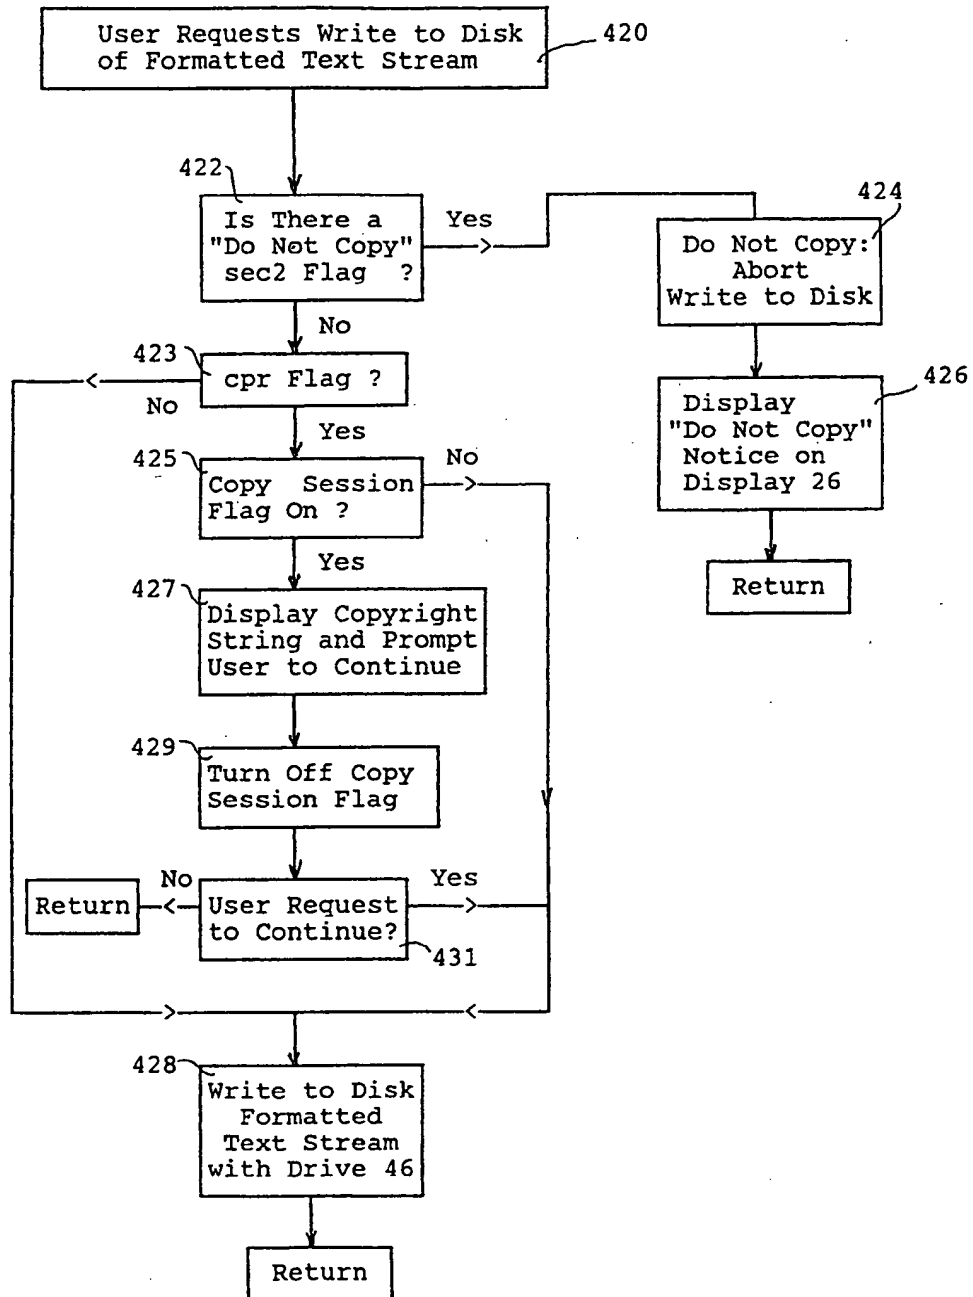 User Requests Write to Disk
of Formatted Text Stream
420
422
Is There a
"Do Not Copy"
sec2 Flag ?
Yes
424
Do Not Copy:
Abort
Write to Disk
No
423
cpr Flag ?
No
Yes
426
Display
"Do Not Copy"
Notice on
Display 26
Return
425
Copy Session
Flag On ?
No
Yes
427
Display Copyright
String and Prompt
User to Continue
429
Turn Off Copy
Session Flag
No
Return
User Request
to Continue?
Yes
431
428
Write to Disk
Formatted
Text Stream
with Drive 46
Return